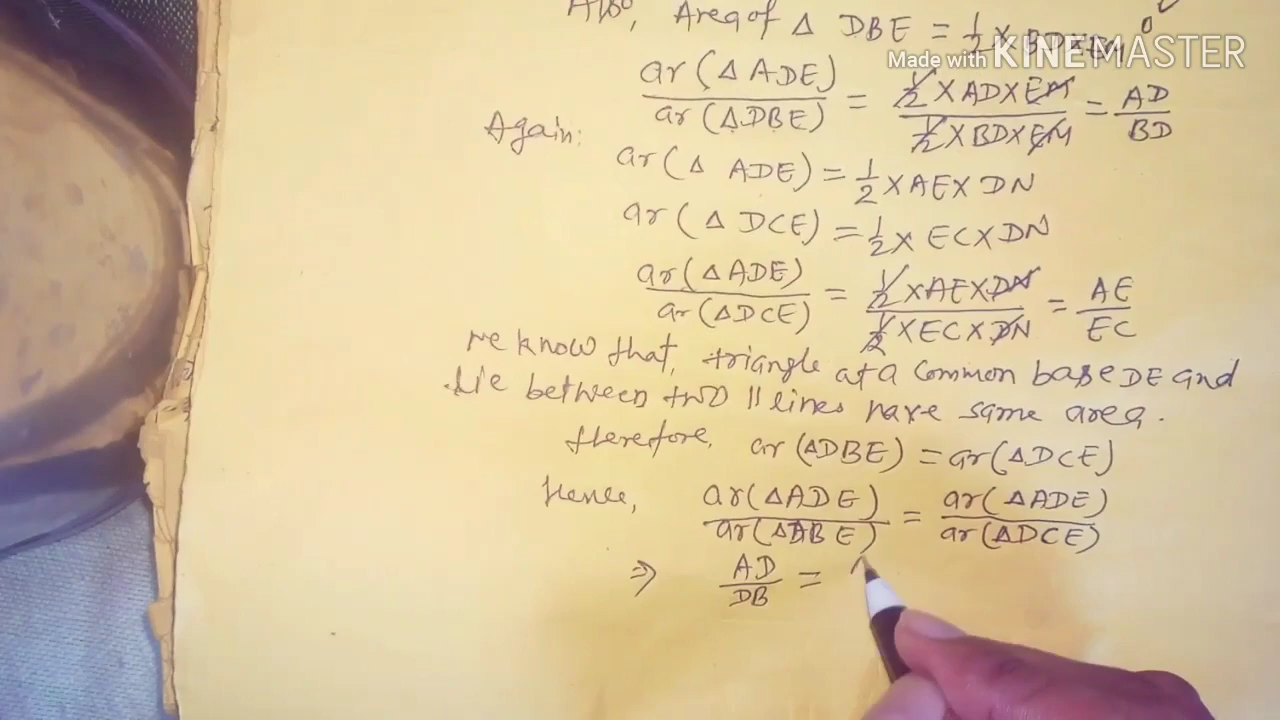 Also, Area of Δ DBE = 1/2 X BD X EM
Made with KINEMASTER
ar(Δ ADE)/ar(ΔDBE) = 1/2 X AD X EM / 1/2 X BD X EM = AD/BD
Again:
ar(Δ ADE) = 1/2 X AE X DN
ar(Δ DCE) = 1/2 X EC X DN
ar(ΔADE)/ar(ΔDCE) = 1/2 X AE X DN / 1/2 X EC X DN = AE/EC
we know that, triangle at a common base DE and
lie between two || lines have same area.
therefore, ar(ΔDBE) = ar(ΔDCE)
Hence, ar(ΔADE)/ar(ΔABE) = ar(ΔADE)/ar(ΔDCE)
⇒ AD/DB =